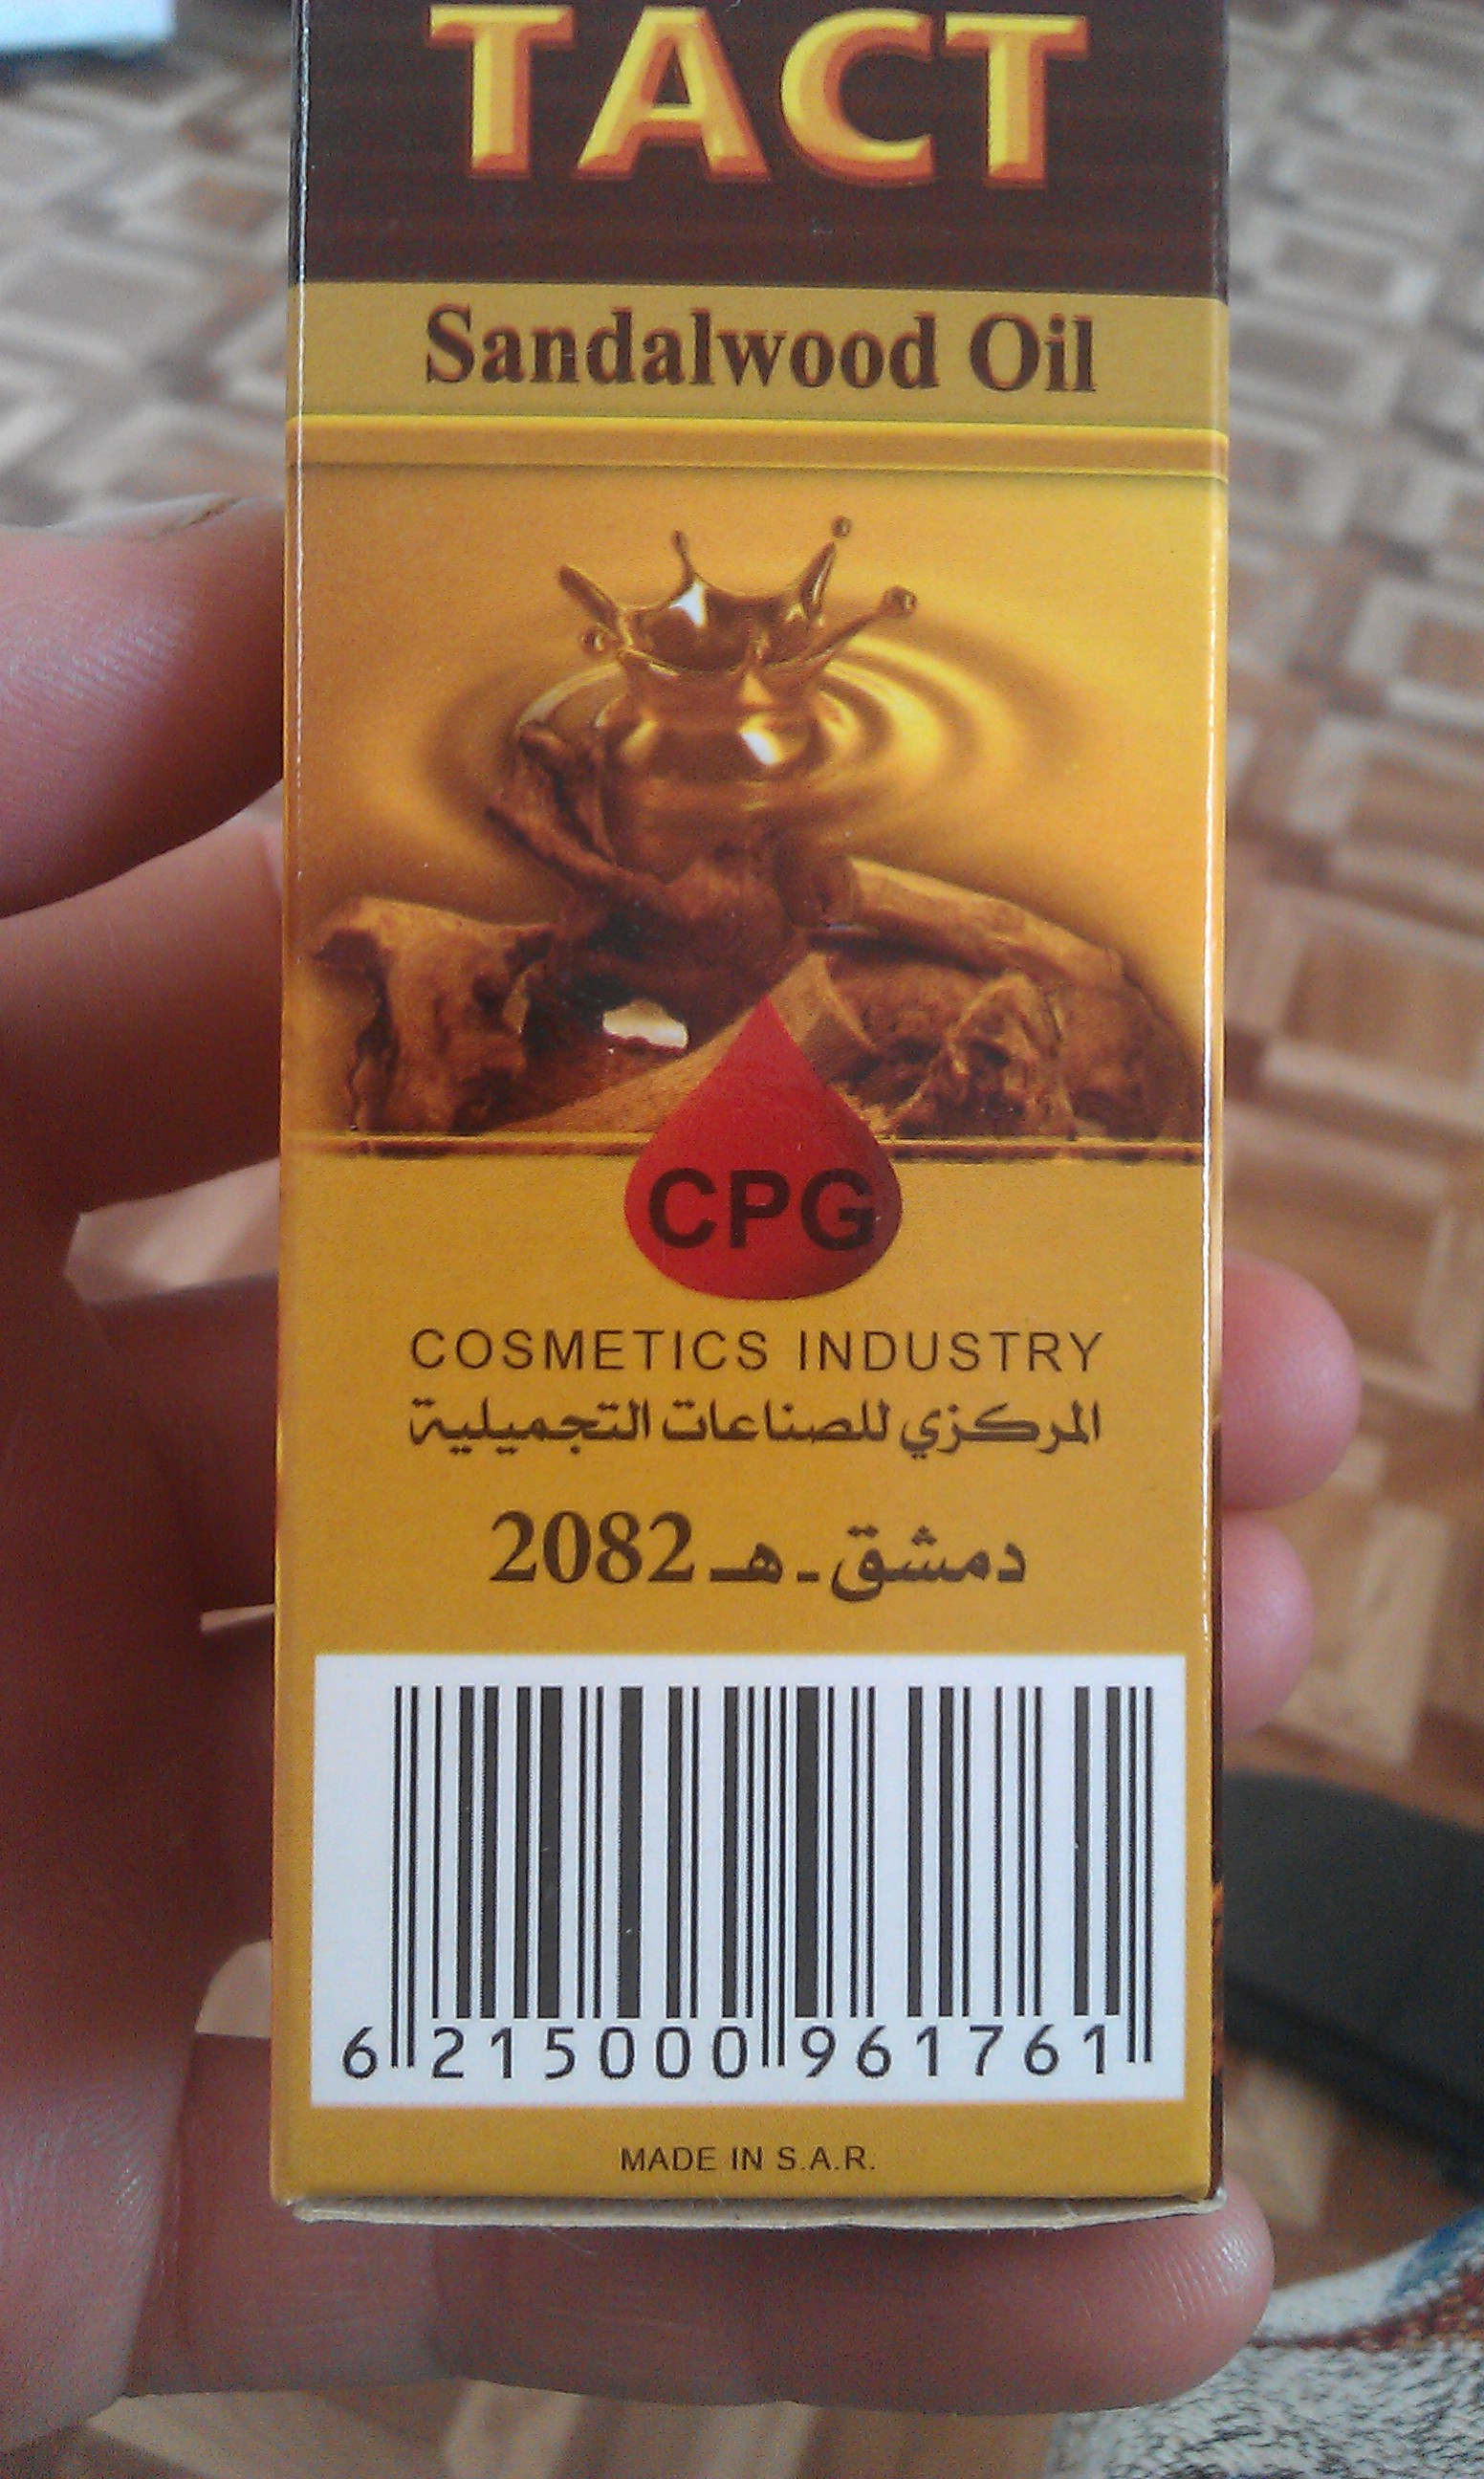 TACT
Sandalwood Oil
CPG
COSMETICS INDUSTRY
المركزي للصناعات التجميلية
دمشق - هـ 2082
6 215000 961761
MADE IN S.A.R.